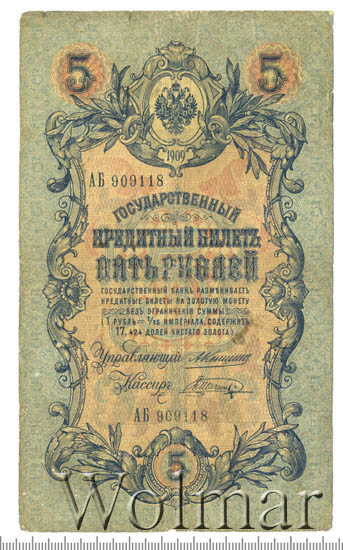 5 5
1909
АБ 909118
ГОСУДАРСТВЕННЫЙ
КРЕДИТНЫЙ БИЛЕТЪ
ПЯТЬ РУБЛЕЙ
ГОСУДАРСТВЕННЫЙ БАНКЪ РАЗМѢНИВАЕТЪ
КРЕДИТНЫЕ БИЛЕТЫ НА ЗОЛОТУЮ МОНЕТУ
БЕЗЪ ОГРАНИЧЕНІЯ СУММЫ
(1 РУБЛЬ = 1/15 ИМПЕРІАЛА, СОДЕРЖИТЪ
17,424 ДОЛЕЙ ЧИСТАГО ЗОЛОТА).
Управляющій
Кассиръ
АБ 909118
5
Wolmar